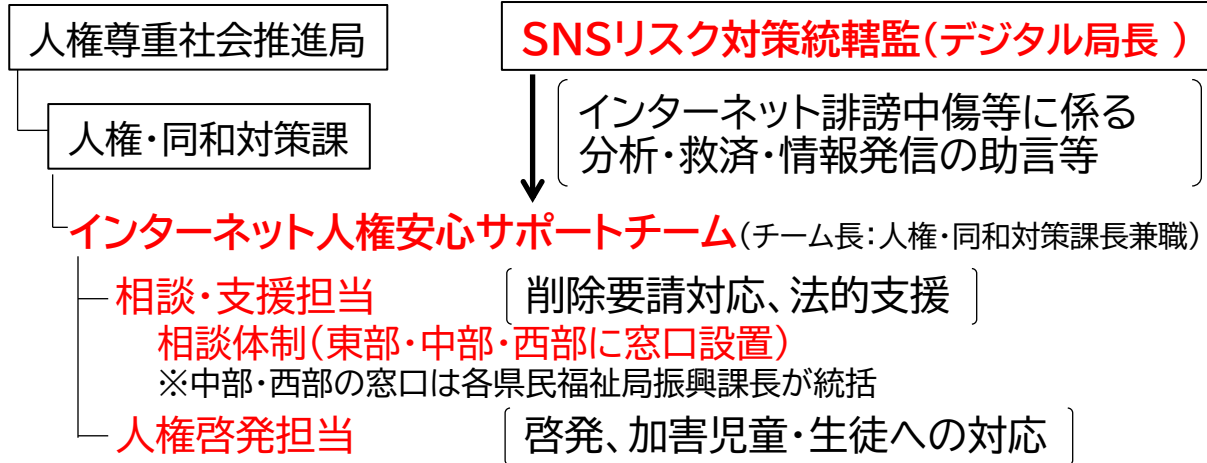 人権尊重社会推進局
SNSリスク対策統轄監(デジタル局長 )
人権・同和対策課
インターネット誹謗中傷等に係る
分析・救済・情報発信の助言等
インターネット人権安心サポートチーム(チーム長:人権・同和対策課長兼職)
相談・支援担当
削除要請対応、法的支援
相談体制(東部・中部・西部に窓口設置)
※中部・西部の窓口は各県民福祉局振興課長が統括
人権啓発担当
啓発、加害児童・生徒への対応